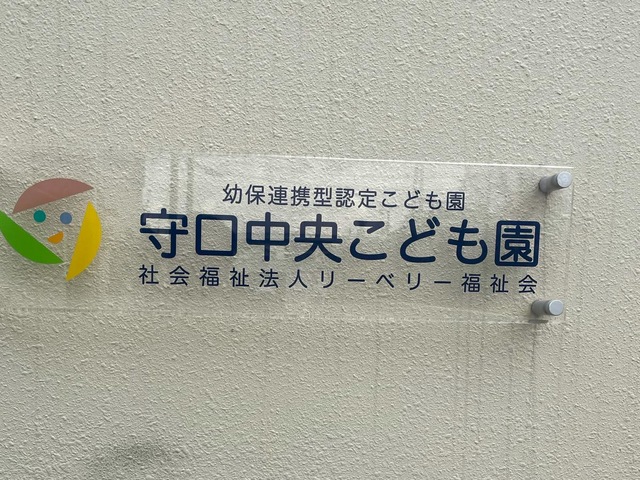 幼保連携型認定こども園
守口中央こども園
社会福祉法人リーベリー福祉会